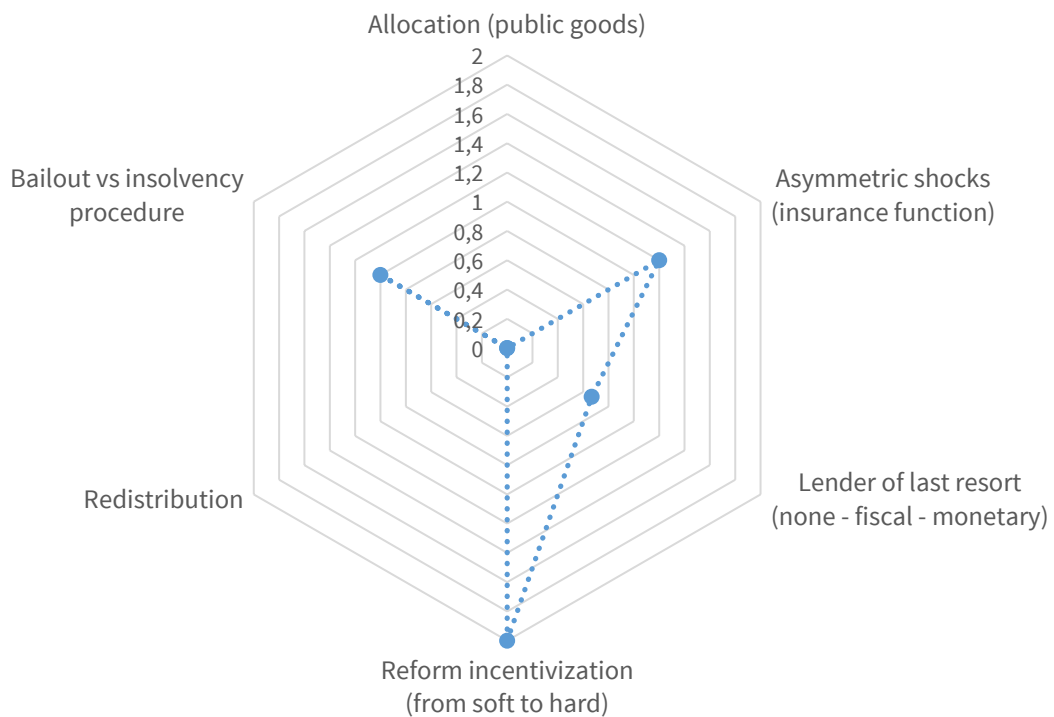 Allocation (public goods)
2
1,8
1,6
1,4
1,2
1
0,8
0,6
0,4
0,2
0
Asymmetric shocks
(insurance function)
Lender of last resort
(none - fiscal - monetary)
Reform incentivization
(from soft to hard)
Redistribution
Bailout vs insolvency
procedure